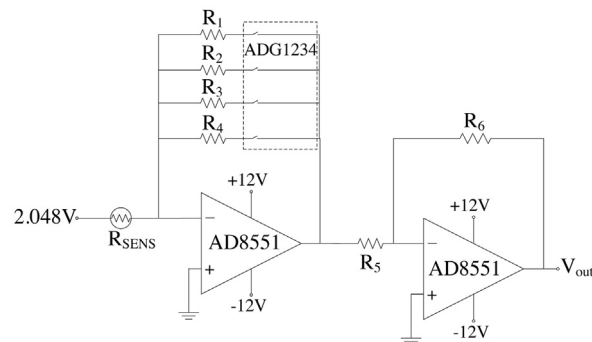 R1
R2
R3
R4
ADG1234
R6
2.048V
RSENS
+12V
−
AD8551
+
-12V
R5
+12V
−
AD8551
+
-12V
Vout